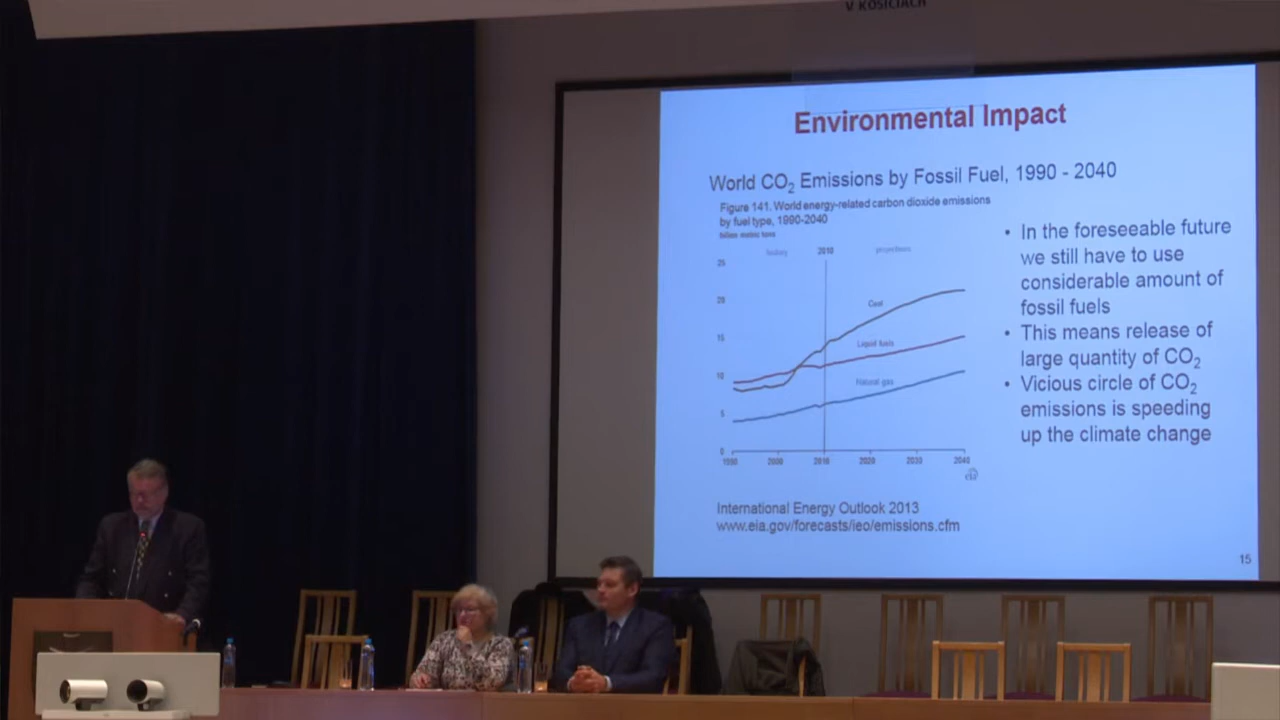 V KOŠICIACH
Environmental Impact
World CO₂ Emissions by Fossil Fuel, 1990 - 2040
Figure 141. World energy-related carbon dioxide emissions
by fuel type, 1990-2040
billion metric tons
history 2010 projections
25
20
15
10
5
0
Coal
Liquid fuels
Natural gas
1990 2000 2010 2020 2030 2040
eia
• In the foreseeable future
we still have to use
considerable amount of
fossil fuels
• This means release of
large quantity of CO₂
• Vicious circle of CO₂
emissions is speeding
up the climate change
International Energy Outlook 2013
www.eia.gov/forecasts/ieo/emissions.cfm
15